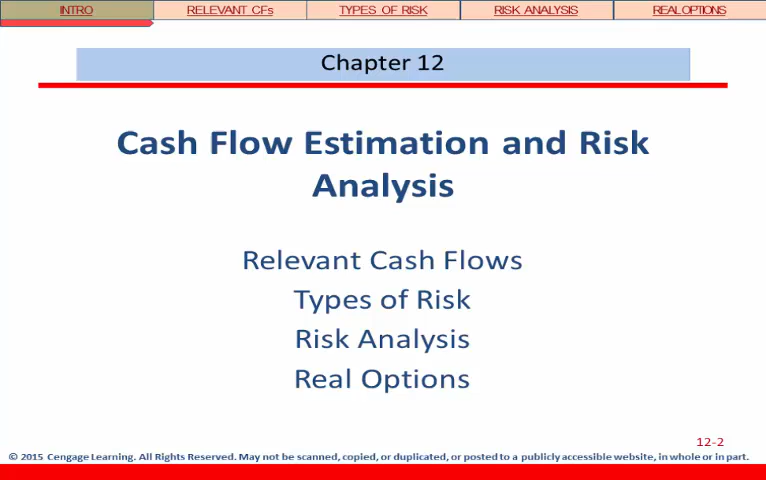 INTRO RELEVANT CFs TYPES OF RISK RISK ANALYSIS REAL OPTIONS
Chapter 12
Cash Flow Estimation and Risk
Analysis
Relevant Cash Flows
Types of Risk
Risk Analysis
Real Options
12-2
© 2015 Cengage Learning. All Rights Reserved. May not be scanned, copied, or duplicated, or posted to a publicly accessible website, in whole or in part.